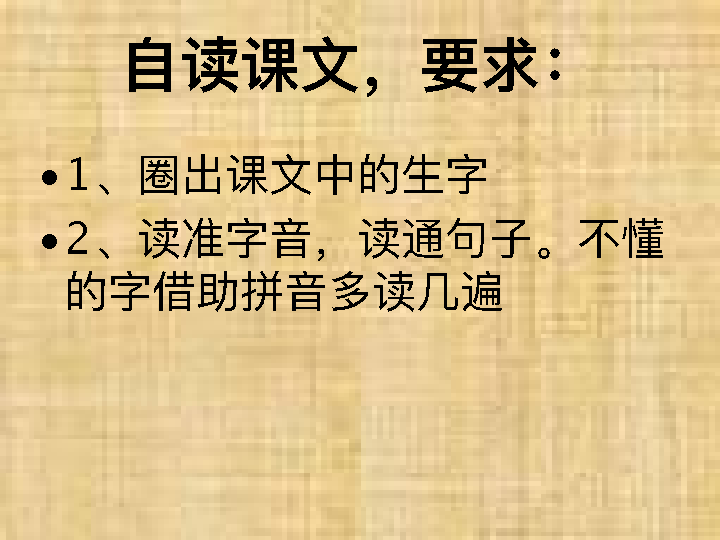 自读课文，要求：
•1、圈出课文中的生字
•2、读准字音，读通句子。不懂
的字借助拼音多读几遍